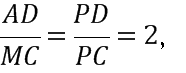 AD/MC = PD/PC = 2,